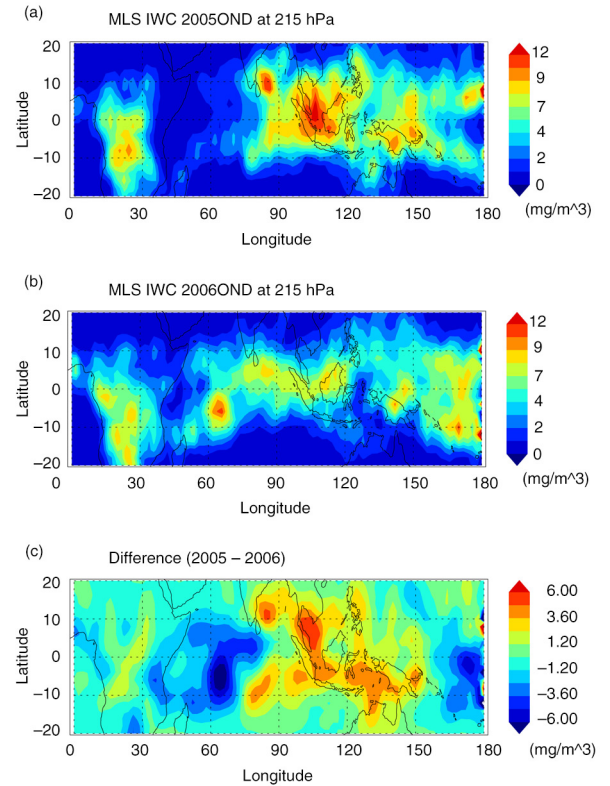 (a)
MLS IWC 2005OND at 215 hPa
20
10
0
−10
−20
Latitude
0 30 60 90 120 150 180
Longitude
12
9
7
4
2
0
(mg/m^3)
(b)
MLS IWC 2006OND at 215 hPa
20
10
0
−10
−20
Latitude
0 30 60 90 120 150 180
Longitude
12
9
7
4
2
0
(mg/m^3)
(c)
Difference (2005 – 2006)
20
10
0
−10
−20
Latitude
0 30 60 90 120 150 180
Longitude
6.00
3.60
1.20
−1.20
−3.60
−6.00
(mg/m^3)